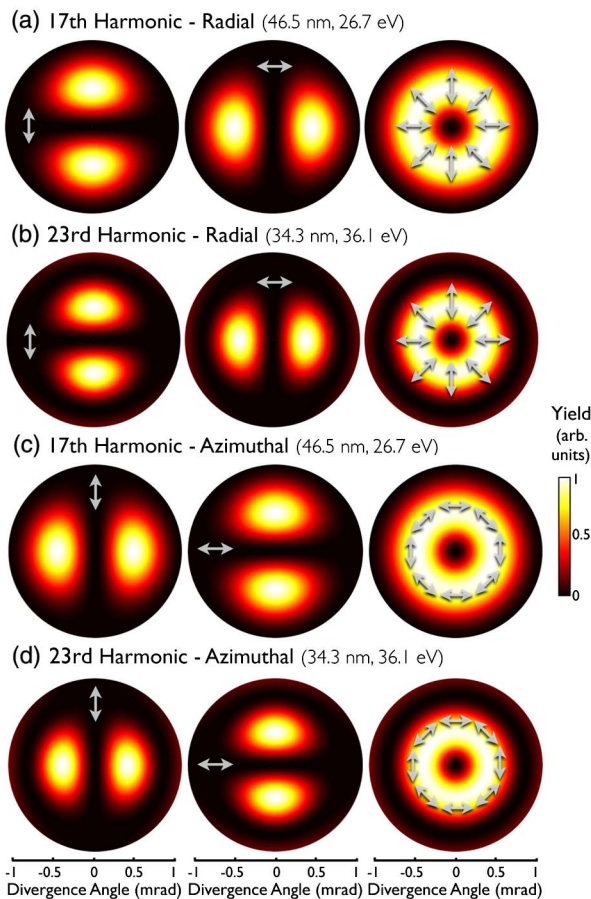 (a) 17th Harmonic - Radial (46.5 nm, 26.7 eV)
(b) 23rd Harmonic - Radial (34.3 nm, 36.1 eV)
Yield
(arb.
units)
1
0.5
0
(c) 17th Harmonic - Azimuthal (46.5 nm, 26.7 eV)
(d) 23rd Harmonic - Azimuthal (34.3 nm, 36.1 eV)
-1 -0.5 0 0.5 1 -1 -0.5 0 0.5 1 -1 -0.5 0 0.5 1
Divergence Angle (mrad) Divergence Angle (mrad) Divergence Angle (mrad)